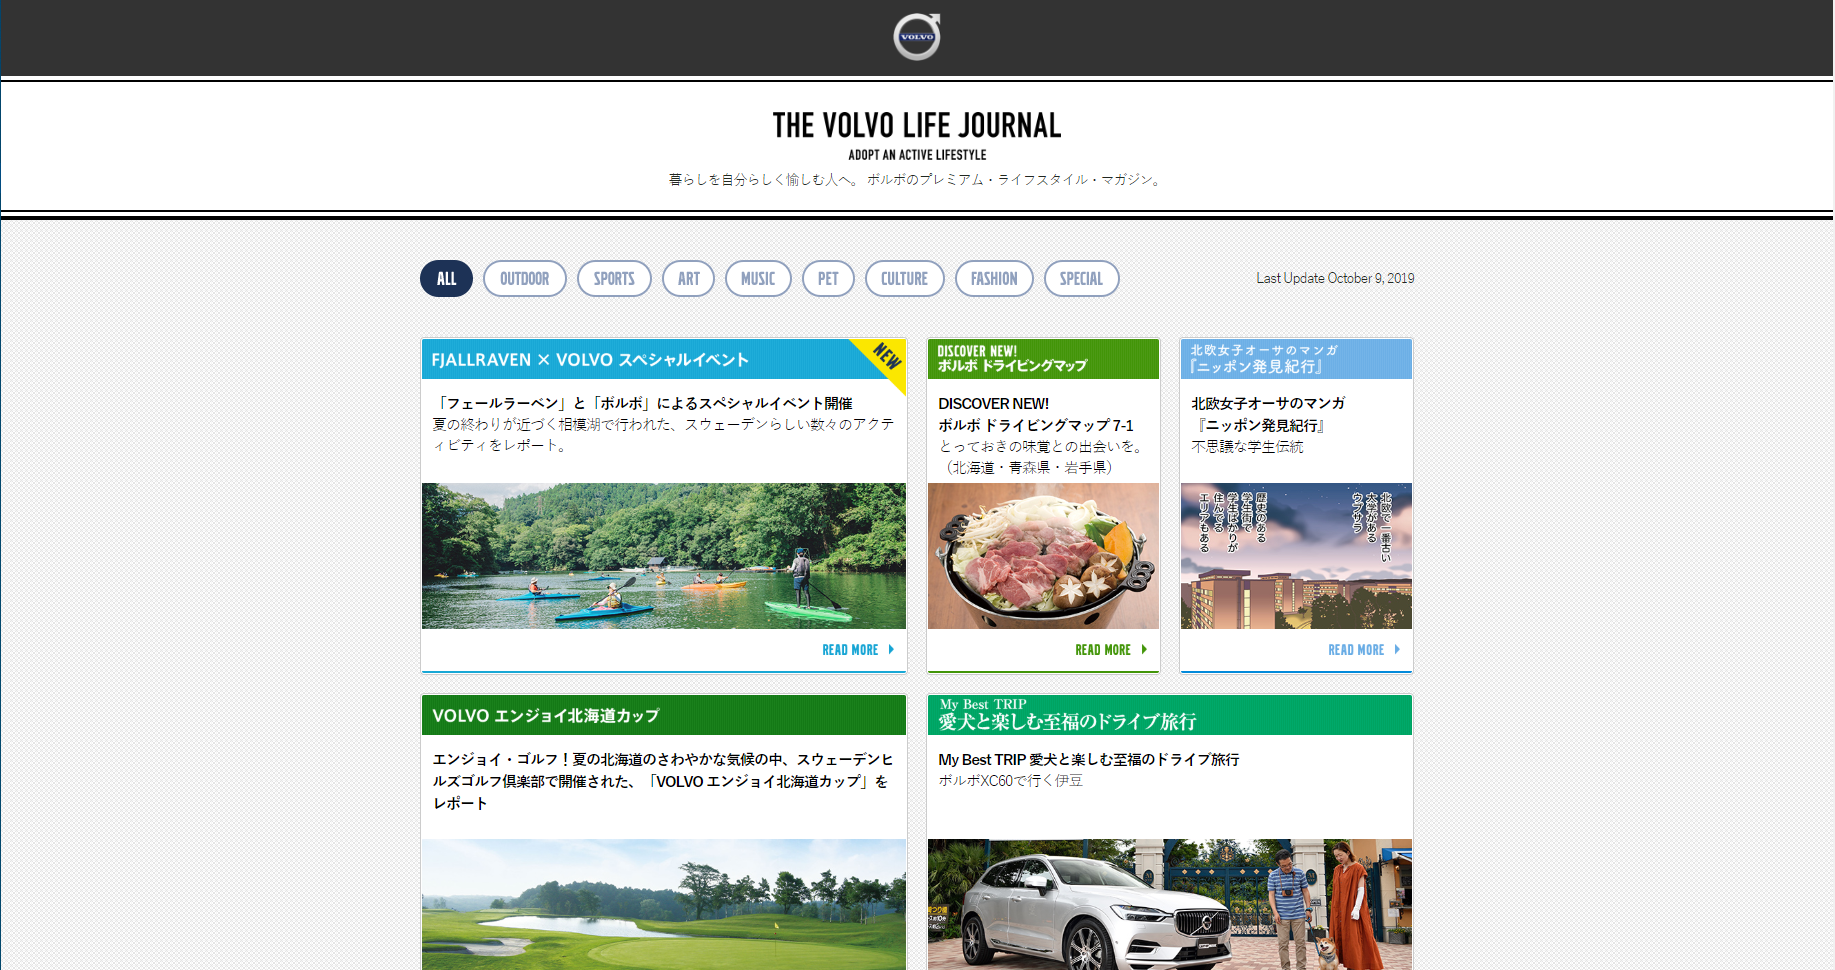 VOLVO
THE VOLVO LIFE JOURNAL
ADOPT AN ACTIVE LIFESTYLE
暮らしを自分らしく愉しむ人へ。 ボルボのプレミアム・ライフスタイル・マガジン。
ALL
OUTDOOR
SPORTS
ART
MUSIC
PET
CULTURE
FASHION
SPECIAL
Last Update October 9, 2019
FJALLRAVEN × VOLVO スペシャルイベント
NEW
「フェールラーベン」と「ボルボ」によるスペシャルイベント開催
夏の終わりが近づく相模湖で行われた、スウェーデンらしい数々のアクテ
ィビティをレポート。
READ MORE
DISCOVER NEW!
ボルボ ドライビングマップ
DISCOVER NEW!
ボルボ ドライビングマップ 7-1
とっておきの味覚との出会いを。
（北海道・青森県・岩手県）
READ MORE
北欧女子オーサのマンガ
『ニッポン発見紀行』
北欧女子オーサのマンガ
『ニッポン発見紀行』
不思議な学生伝統
北欧で一番古い
大学がある
ウプサラ
歴史のある
学生街で
学生ばかりが
住んでる
エリアもある
READ MORE
VOLVO エンジョイ北海道カップ
エンジョイ・ゴルフ！夏の北海道のさわやかな気候の中、スウェーデンヒ
ルズゴルフ倶楽部で開催された、「VOLVO エンジョイ北海道カップ」を
レポート
My Best TRIP
愛犬と楽しむ至福のドライブ旅行
My Best TRIP 愛犬と楽しむ至福のドライブ旅行
ボルボXC60で行く伊豆